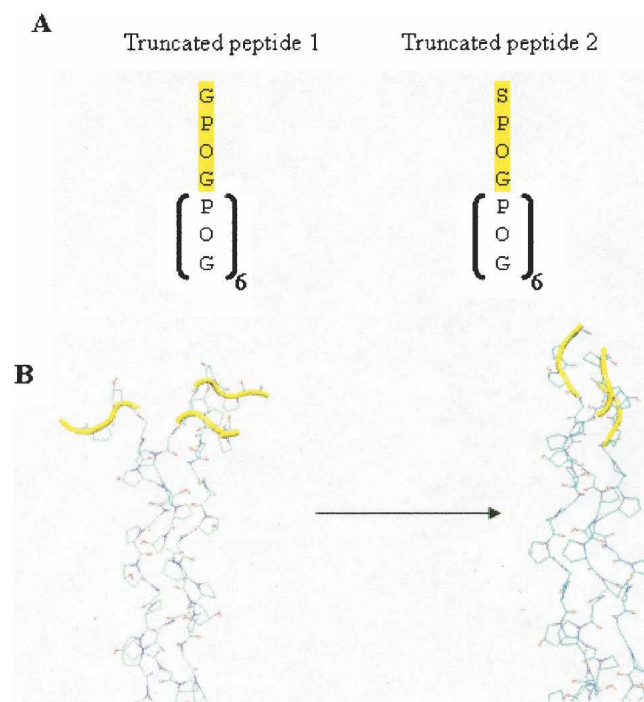 A
Truncated peptide 1 Truncated peptide 2
G S
P P
O O
G G
P P
O O
G G
6 6
B